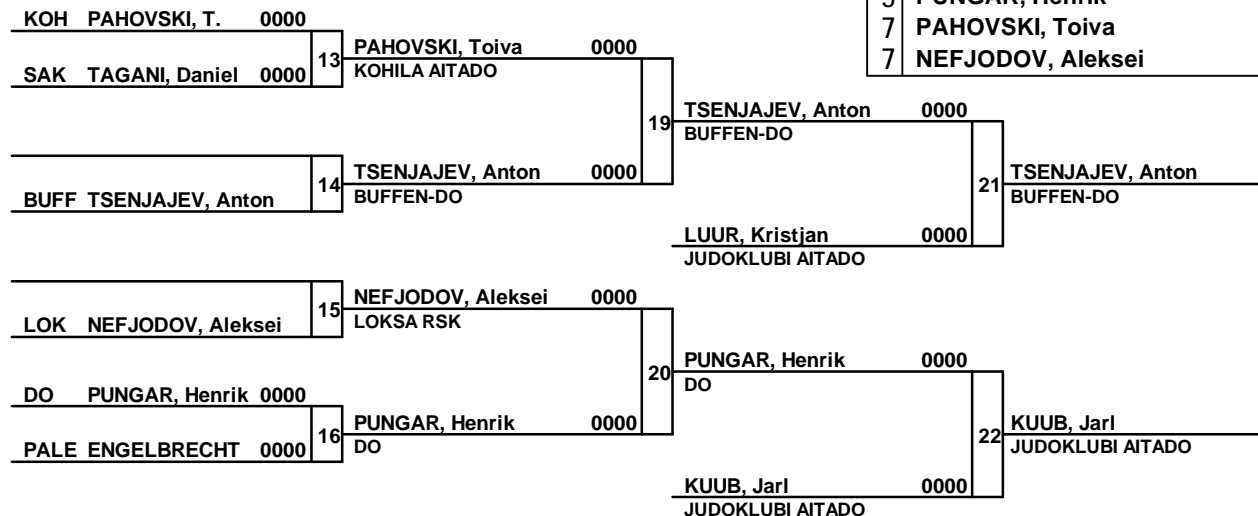 5 PUNGAR, Henrik
7 PAHOVSKI, Toiva
7 NEFJODOV, Aleksei
KOH PAHOVSKI, T. 0000
SAK TAGANI, Daniel 0000
13
PAHOVSKI, Toiva 0000
KOHILA AITADO
BUFF TSENJAJEV, Anton
14
TSENJAJEV, Anton 0000
BUFFEN-DO
19
TSENJAJEV, Anton 0000
BUFFEN-DO
LUUR, Kristjan 0000
JUDOKLUBI AITADO
21
TSENJAJEV, Anton
BUFFEN-DO
LOK NEFJODOV, Aleksei
15
NEFJODOV, Aleksei 0000
LOKSA RSK
DO PUNGAR, Henrik 0000
PALE ENGELBRECHT 0000
16
PUNGAR, Henrik 0000
DO
20
PUNGAR, Henrik 0000
DO
KUUB, Jarl 0000
JUDOKLUBI AITADO
22
KUUB, Jarl
JUDOKLUBI AITADO